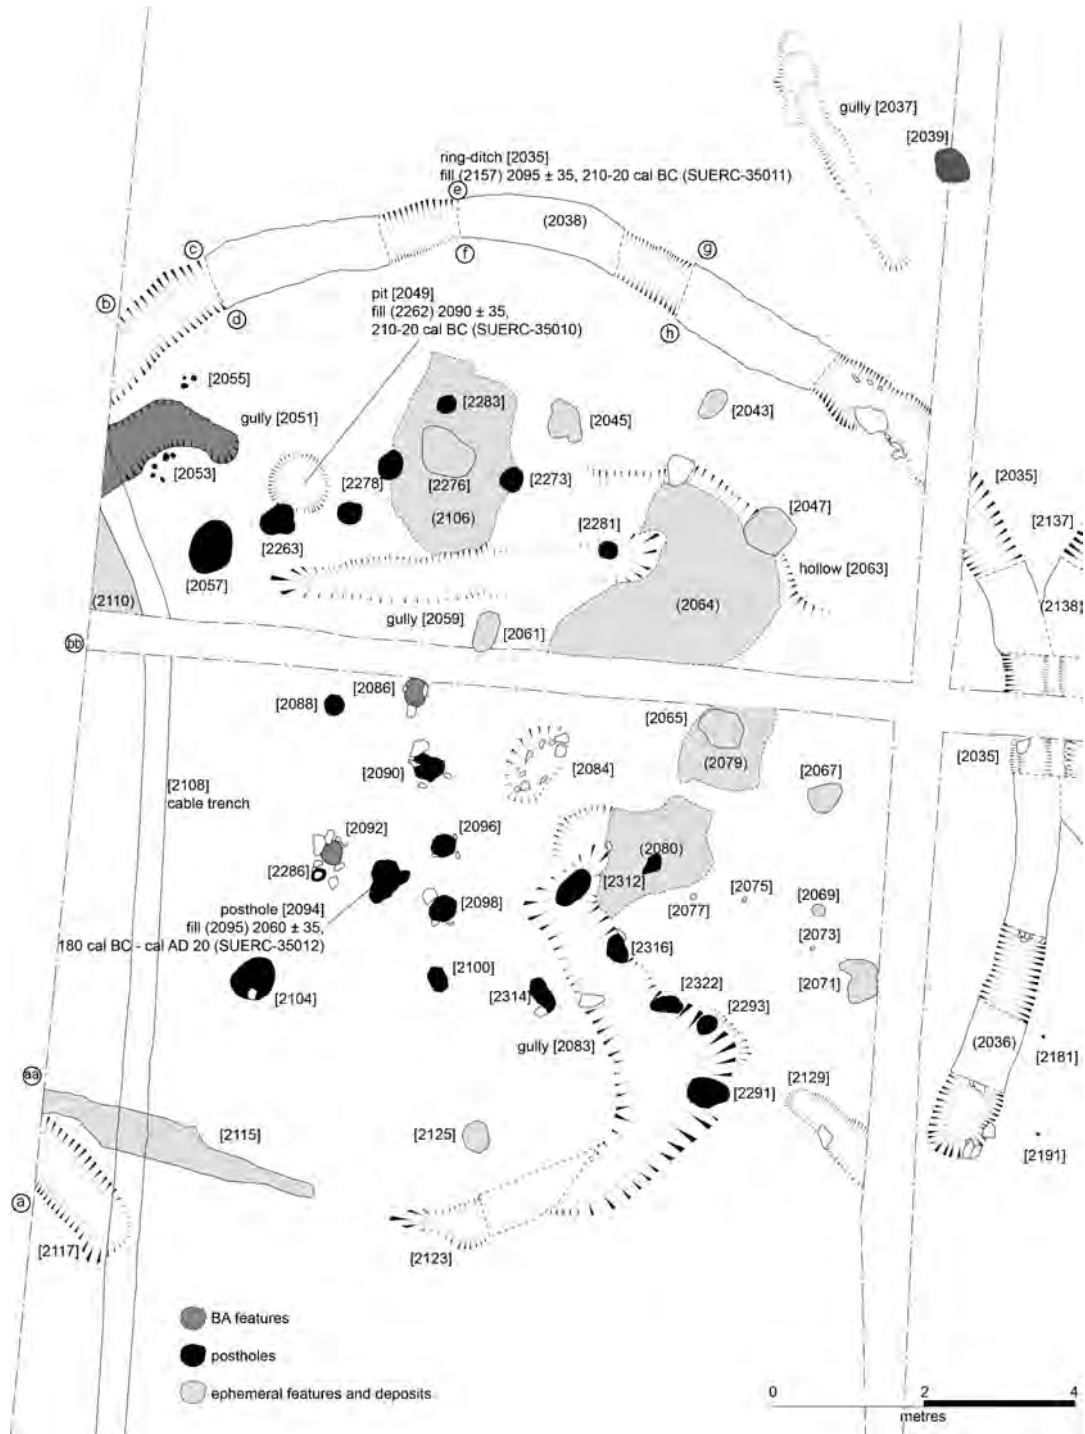 gully [2037]
[2039]
ring-ditch [2035]
fill (2157) 2095 ± 35, 210-20 cal BC (SUERC-35011)
e
(2038)
c
f
g
b
d
pit [2049]
fill (2262) 2090 ± 35,
210-20 cal BC (SUERC-35010)
h
[2055]
gully [2051]
[2283]
[2045]
[2043]
[2053]
[2278]
[2276]
[2273]
[2035]
[2047]
(2106)
[2137]
[2263]
[2281]
hollow [2063]
[2057]
(2110)
(2064)
(2138)
gully [2059]
[2061]
bb
[2088]
[2086]
[2065]
[2035]
[2090]
[2084]
(2079)
[2067]
[2108]
cable trench
[2092]
[2096]
(2080)
[2286]
[2312]
[2075]
[2069]
posthole [2094]
fill (2095) 2060 ± 35,
180 cal BC - cal AD 20 (SUERC-35012)
[2098]
[2077]
[2073]
[2316]
[2100]
[2071]
[2104]
[2314]
[2322]
[2293]
gully [2083]
(2036)
[2181]
aa
[2129]
[2291]
[2115]
[2125]
[2191]
a
[2117]
[2123]
BA features
postholes
ephemeral features and deposits
0 2 4
metres